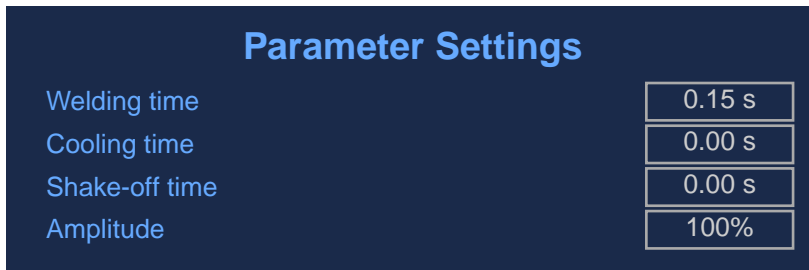 Parameter Settings
Welding time 0.15 s
Cooling time 0.00 s
Shake-off time 0.00 s
Amplitude 100%